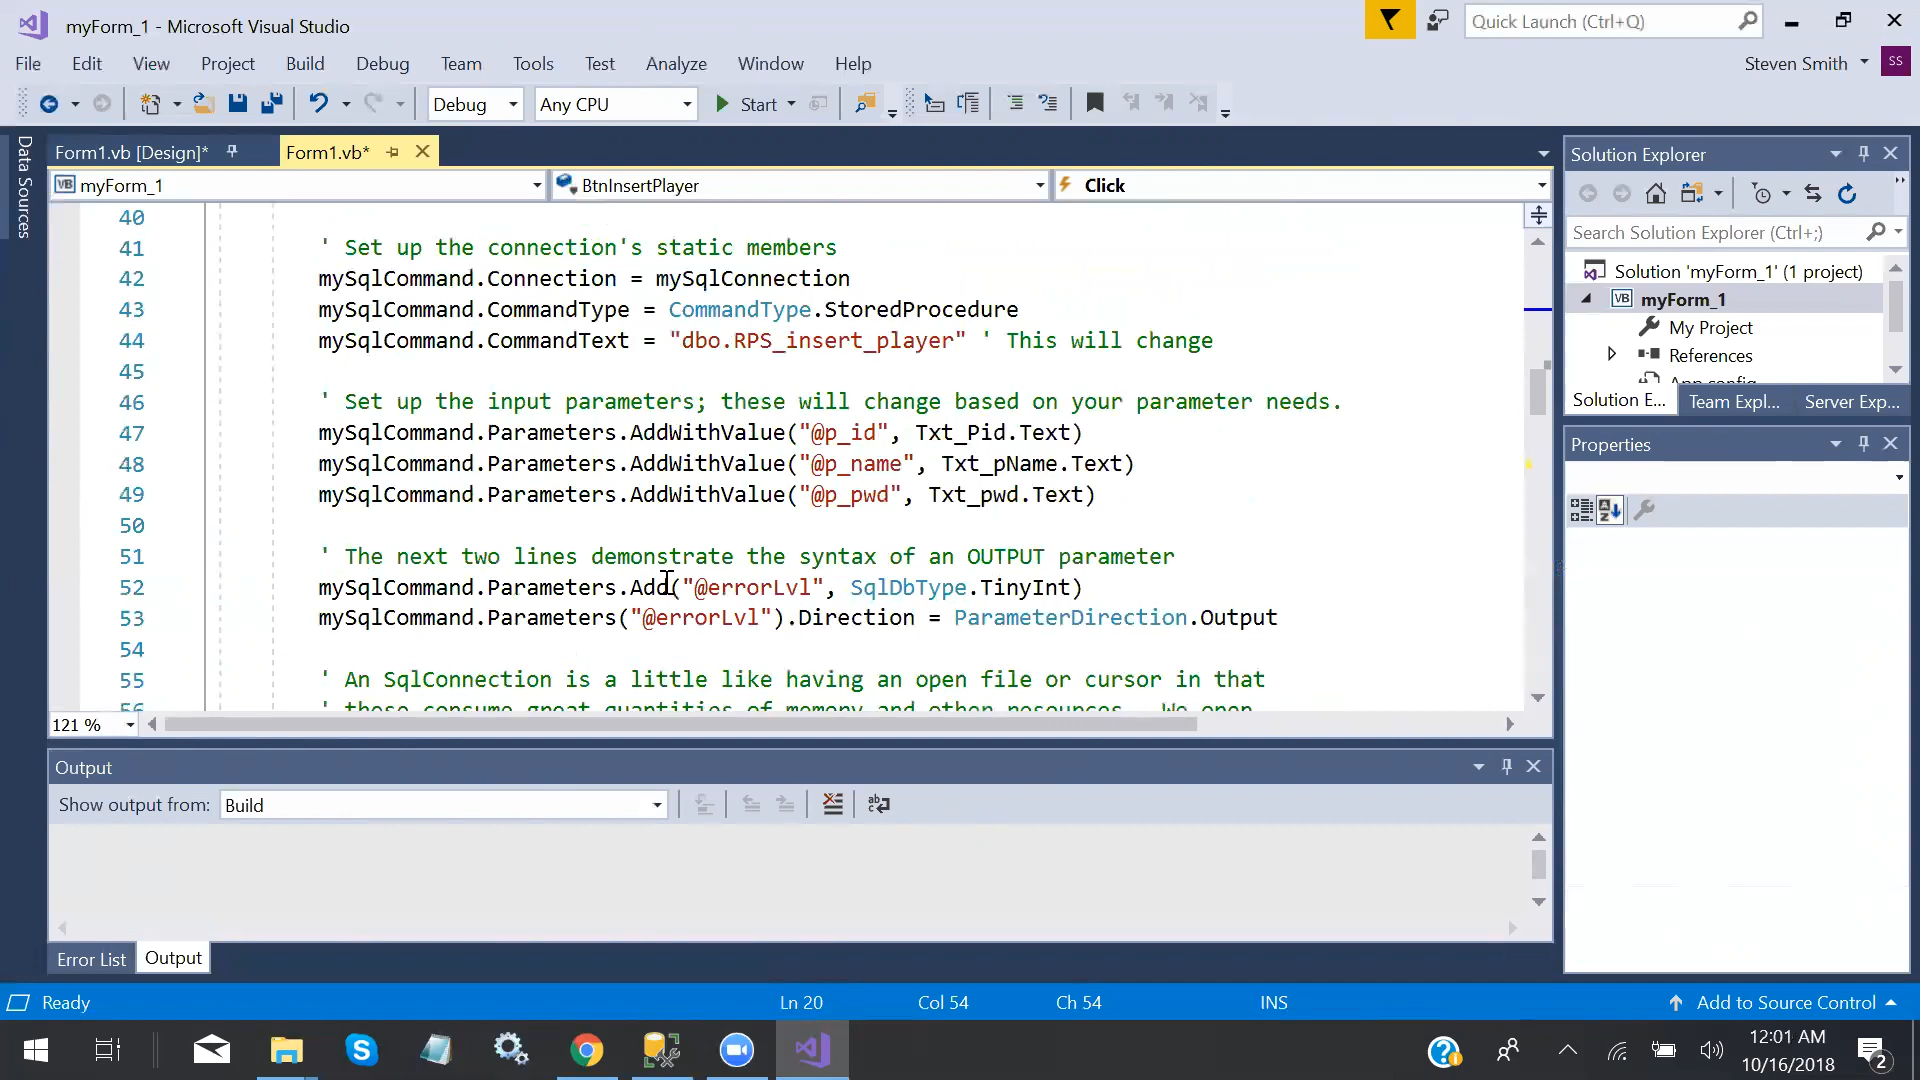 myForm_1 - Microsoft Visual Studio
Quick Launch (Ctrl+Q)
File Edit View Project Build Debug Team Tools Test Analyze Window Help
Steven Smith SS
Debug Any CPU Start
Data Sources
Form1.vb [Design]* Form1.vb*
VB myForm_1 BtnInsertPlayer Click
40
41 ' Set up the connection's static members
42 mySqlCommand.Connection = mySqlConnection
43 mySqlCommand.CommandType = CommandType.StoredProcedure
44 mySqlCommand.CommandText = "dbo.RPS_insert_player" ' This will change
45
46 ' Set up the input parameters; these will change based on your parameter needs.
47 mySqlCommand.Parameters.AddWithValue("@p_id", Txt_Pid.Text)
48 mySqlCommand.Parameters.AddWithValue("@p_name", Txt_pName.Text)
49 mySqlCommand.Parameters.AddWithValue("@p_pwd", Txt_pwd.Text)
50
51 ' The next two lines demonstrate the syntax of an OUTPUT parameter
52 mySqlCommand.Parameters.Add("@errorLvl", SqlDbType.TinyInt)
53 mySqlCommand.Parameters("@errorLvl").Direction = ParameterDirection.Output
54
55 ' An SqlConnection is a little like having an open file or cursor in that
56 ' these consume great quantities of memory and other resources. We open
121 %
Output
Show output from: Build
Error List Output
Solution Explorer
Search Solution Explorer (Ctrl+;)
Solution 'myForm_1' (1 project)
VB myForm_1
My Project
References
App.config
Solution E... Team Expl... Server Exp...
Properties
Ready Ln 20 Col 54 Ch 54 INS Add to Source Control
12:01 AM
10/16/2018
2